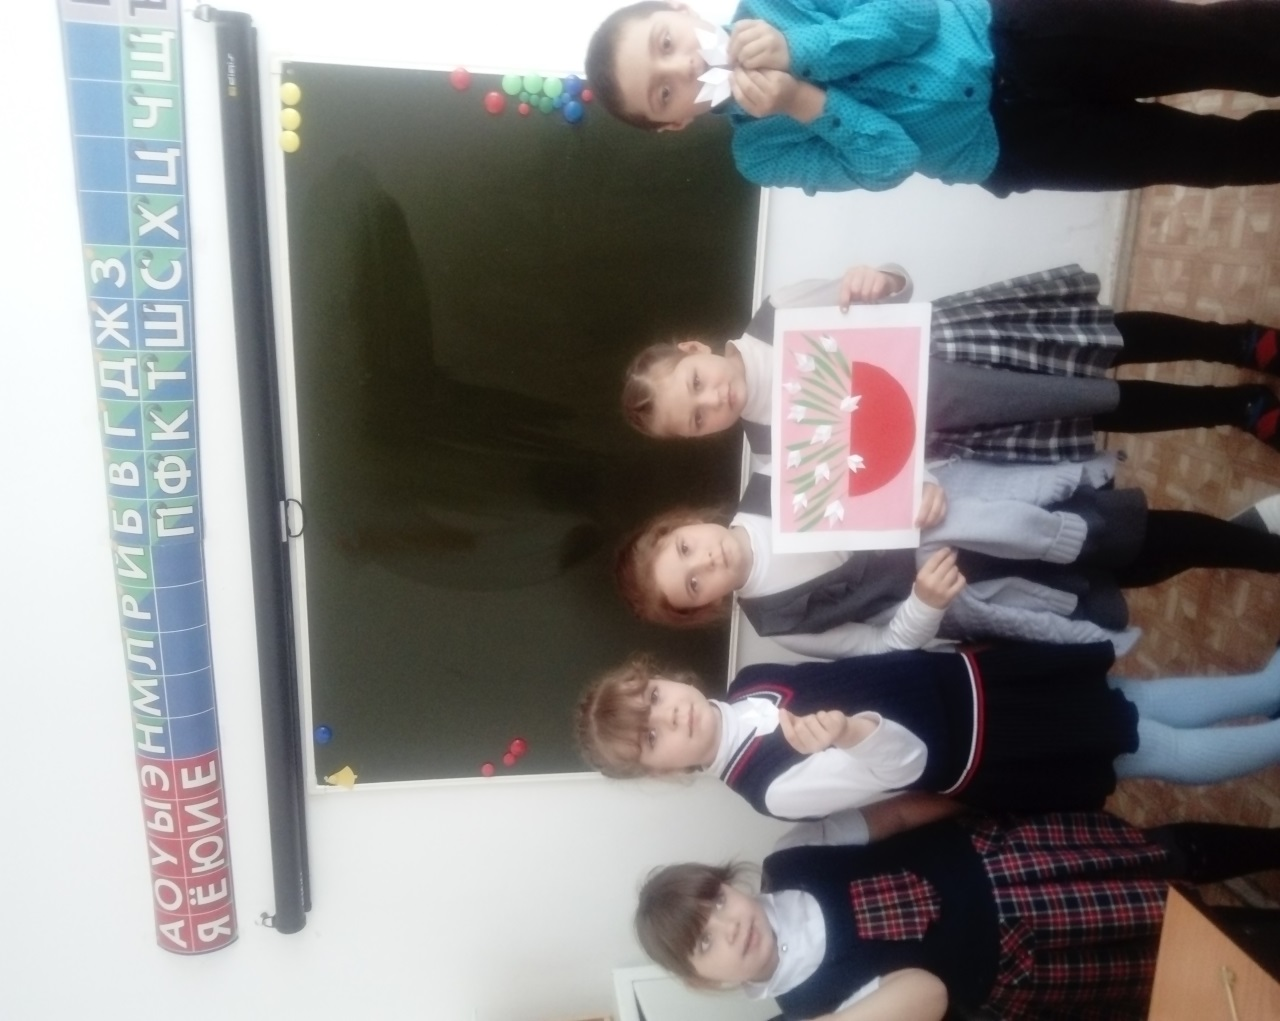 А О У Ы Э Н М Л Р Й Б В Г Д Ж З
Я Ё Ю И Е П Ф К Т Ш С Х Ц Ч Щ